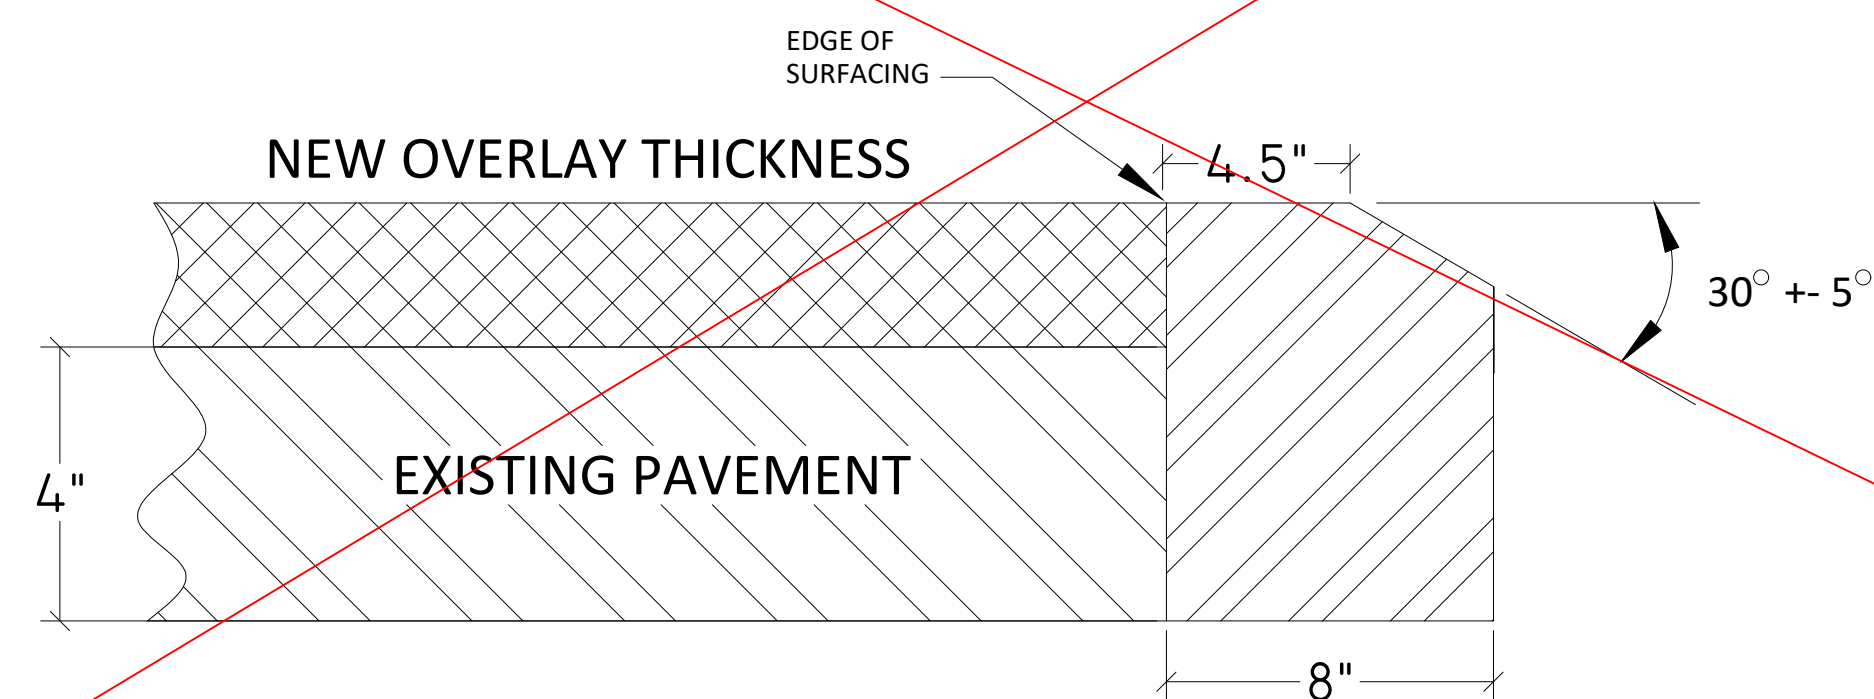 EDGE OF
SURFACING
NEW OVERLAY THICKNESS
4.5"
30° +- 5°
EXISTING PAVEMENT
4"
8"